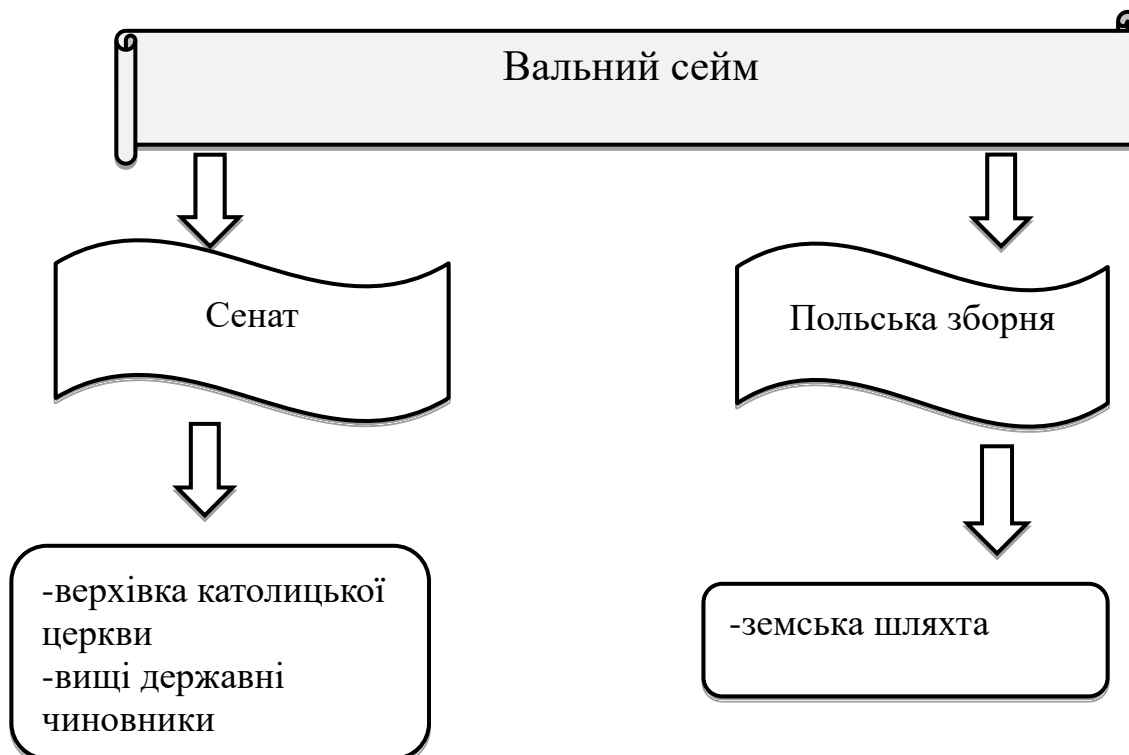 Вальний сейм
Сенат
Польська зборня
-верхівка католицької
церкви
-вищі державні
чиновники
-земська шляхта